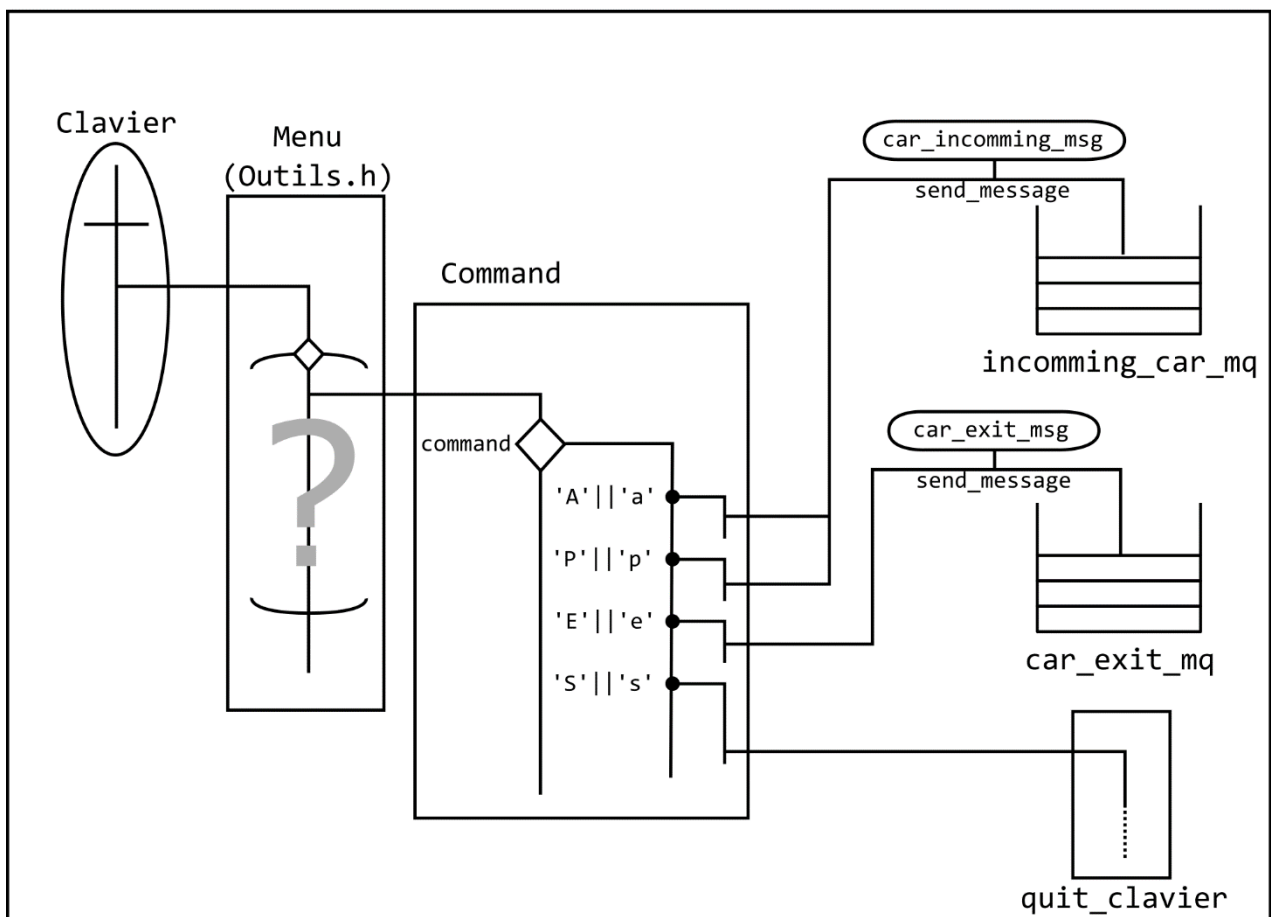 Clavier
Menu
(Outils.h)
?
Command
command
'A'||'a'
'P'||'p'
'E'||'e'
'S'||'s'
car_incomming_msg
send_message
incomming_car_mq
car_exit_msg
send_message
car_exit_mq
quit_clavier